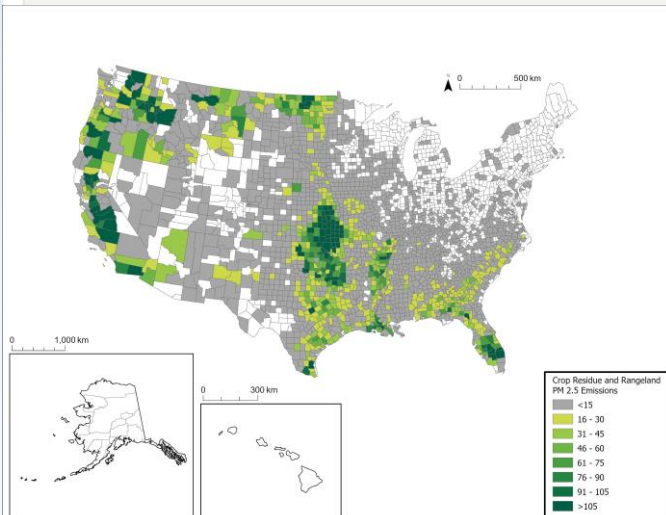 N
0 500 km
0 1,000 km
0 300 km
Crop Residue and Rangeland
PM 2.5 Emissions
<15
16 - 30
31 - 45
46 - 60
61 - 75
76 - 90
91 - 105
>105